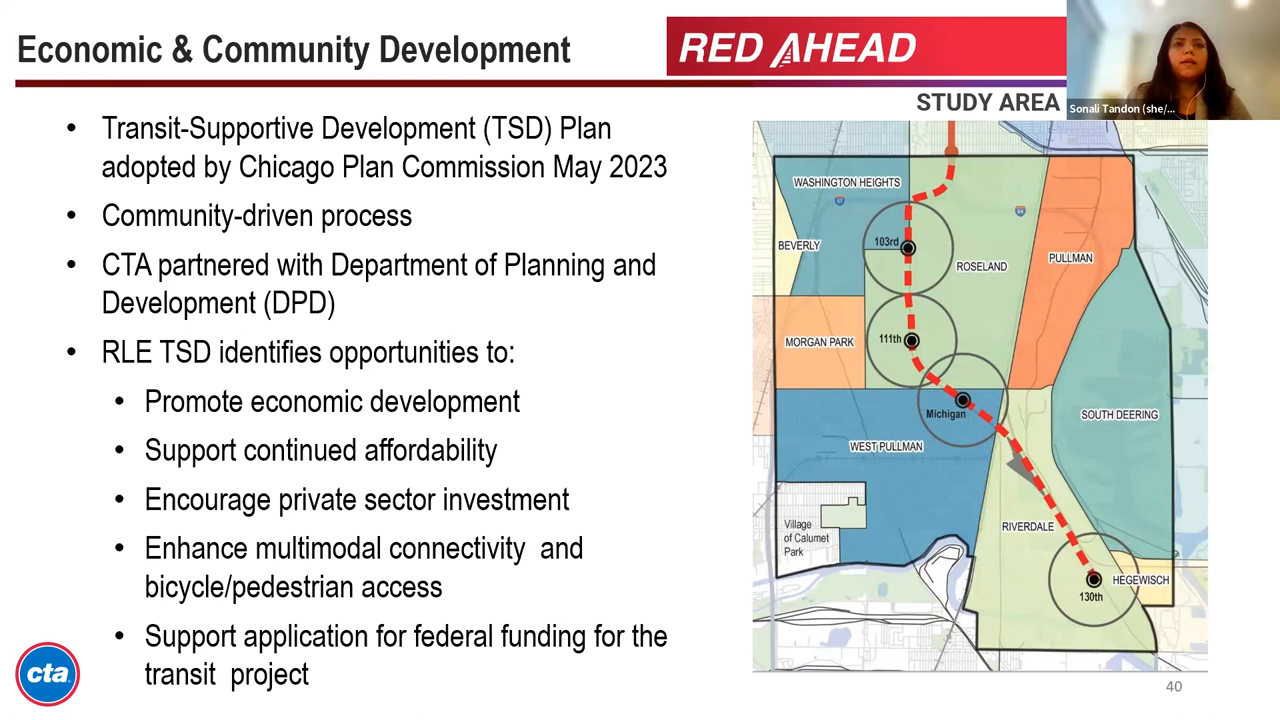 Economic & Community Development
RED AHEAD
Sonali Tandon (she/...
STUDY AREA
• Transit-Supportive Development (TSD) Plan
adopted by Chicago Plan Commission May 2023
• Community-driven process
• CTA partnered with Department of Planning and
Development (DPD)
• RLE TSD identifies opportunities to:
• Promote economic development
• Support continued affordability
• Encourage private sector investment
• Enhance multimodal connectivity and
bicycle/pedestrian access
• Support application for federal funding for the
transit project
cta
WASHINGTON HEIGHTS
57
94
BEVERLY
103rd
ROSELAND
PULLMAN
MORGAN PARK
111th
Michigan
SOUTH DEERING
WEST PULLMAN
Village
of Calumet
Park
RIVERDALE
HEGEWISCH
130th
40